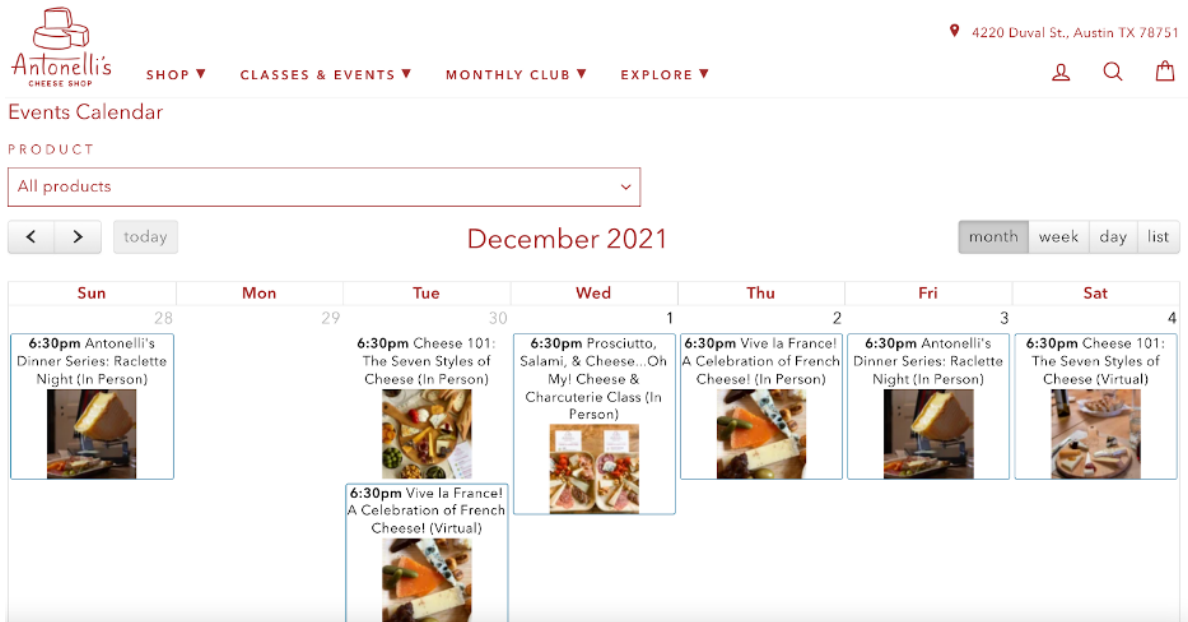 Antonelli's
CHEESE SHOP
4220 Duval St., Austin TX 78751
SHOP ▼ CLASSES & EVENTS ▼ MONTHLY CLUB ▼ EXPLORE ▼
Events Calendar
PRODUCT
All products
today
December 2021
month week day list
Sun Mon Tue Wed Thu Fri Sat
28 29 30 1 2 3 4
6:30pm Antonelli's
Dinner Series: Raclette
Night (In Person)
6:30pm Cheese 101:
The Seven Styles of
Cheese (In Person)
6:30pm Vive la France!
A Celebration of French
Cheese! (Virtual)
6:30pm Prosciutto,
Salami, & Cheese...Oh
My! Cheese &
Charcuterie Class (In
Person)
6:30pm Vive la France!
A Celebration of French
Cheese! (In Person)
6:30pm Antonelli's
Dinner Series: Raclette
Night (In Person)
6:30pm Cheese 101:
The Seven Styles of
Cheese (Virtual)